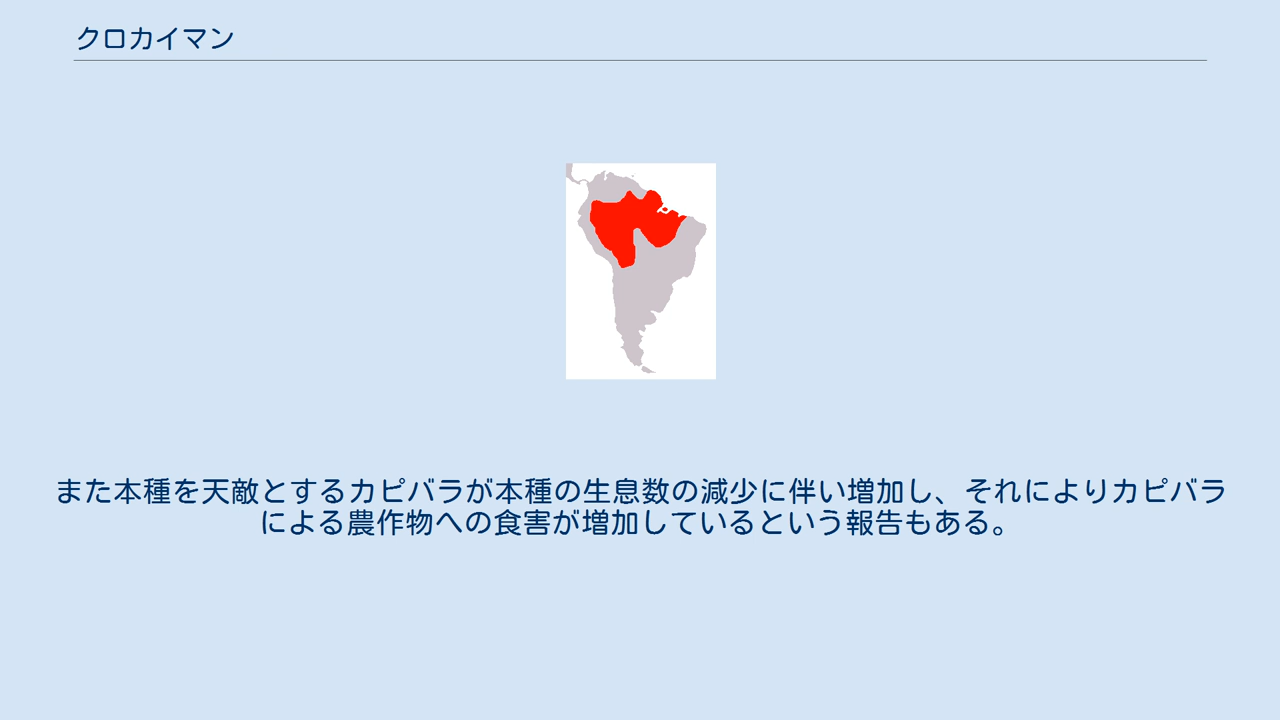 クロカイマン
また本種を天敵とするカピバラが本種の生息数の減少に伴い増加し、それによりカピバラ
による農作物への食害が増加しているという報告もある。